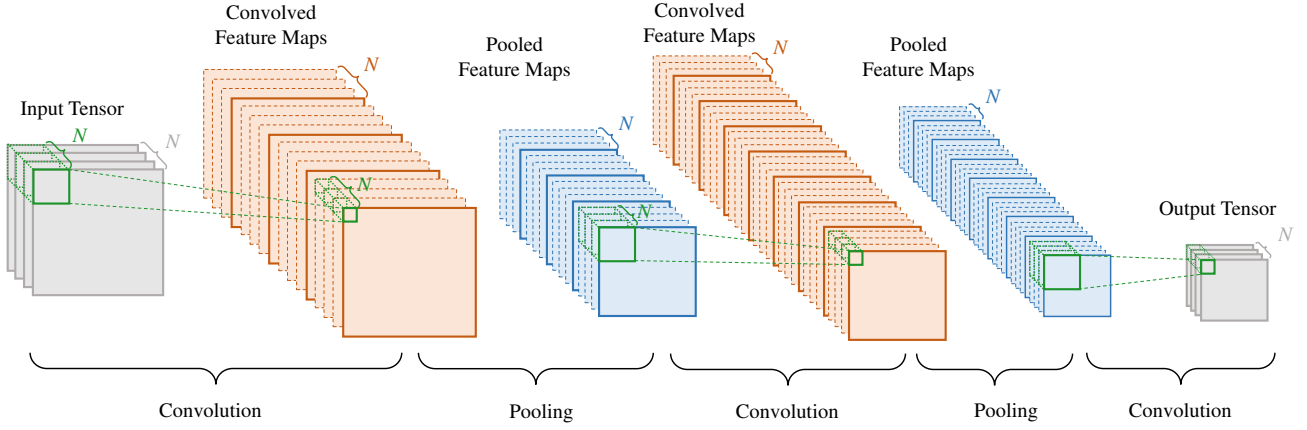 Convolved
Feature Maps
N
Convolved
Feature Maps
N
Pooled
Feature Maps
N
Pooled
Feature Maps
N
Input Tensor
N
N
N
N
Output Tensor
N
Convolution
Pooling
Convolution
Pooling
Convolution